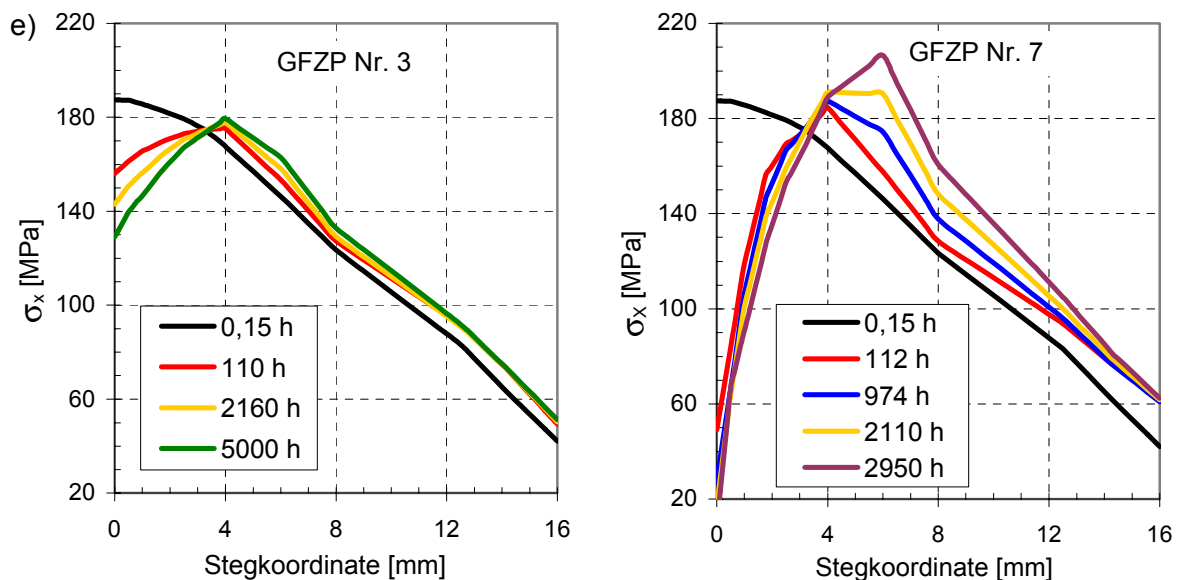 e)
GFZP Nr. 3
220
180
140
100
60
20
σx [MPa]
0,15 h
110 h
2160 h
5000 h
0 4 8 12 16
Stegkoordinate [mm]
GFZP Nr. 7
220
180
140
100
60
20
σx [MPa]
0,15 h
112 h
974 h
2110 h
2950 h
0 4 8 12 16
Stegkoordinate [mm]